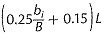 (0.25 b_i/B + 0.15) L